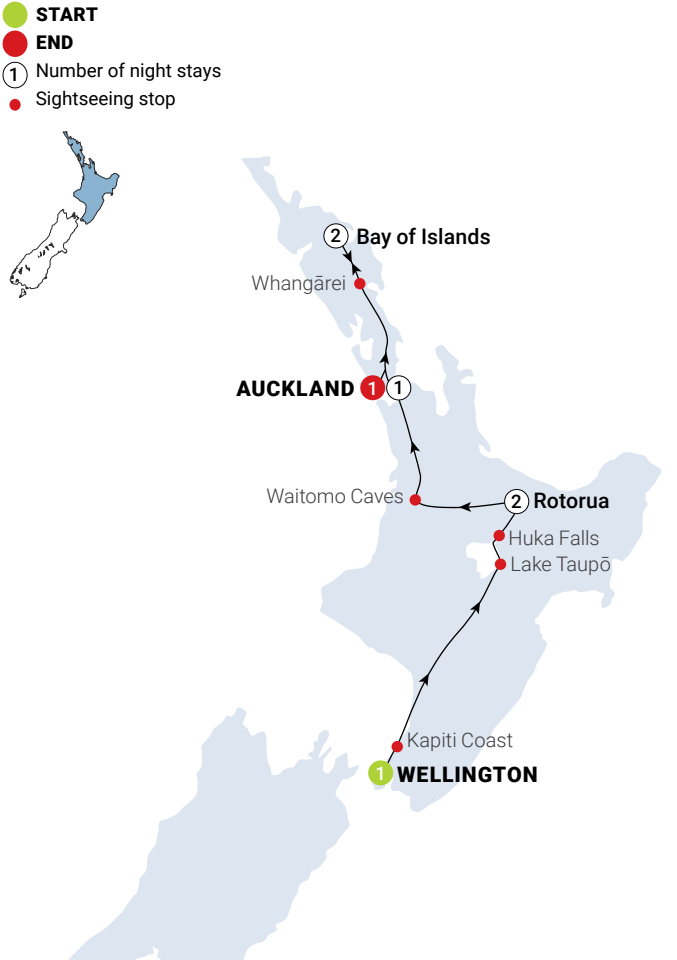 START
END
1 Number of night stays
Sightseeing stop
2 Bay of Islands
Whangārei
AUCKLAND 1 1
Waitomo Caves
2 Rotorua
Huka Falls
Lake Taupō
Kapiti Coast
1 WELLINGTON